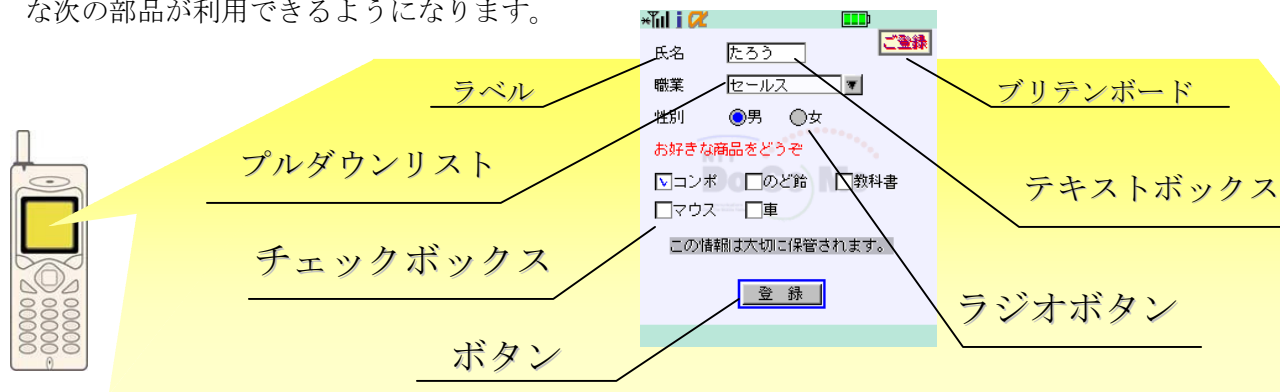 な次の部品が利用できるようになります。
i α
ご登録
氏名 たろう
ラベル
職業 セールス
ブリテンボード
性別 男 女
お好きな商品をどうぞ
プルダウンリスト
NTT
DoCoMo
コンポ のど飴 教科書
テキストボックス
マウス 車
この情報は大切に保管されます。
チェックボックス
登 録
ラジオボタン
ボタン